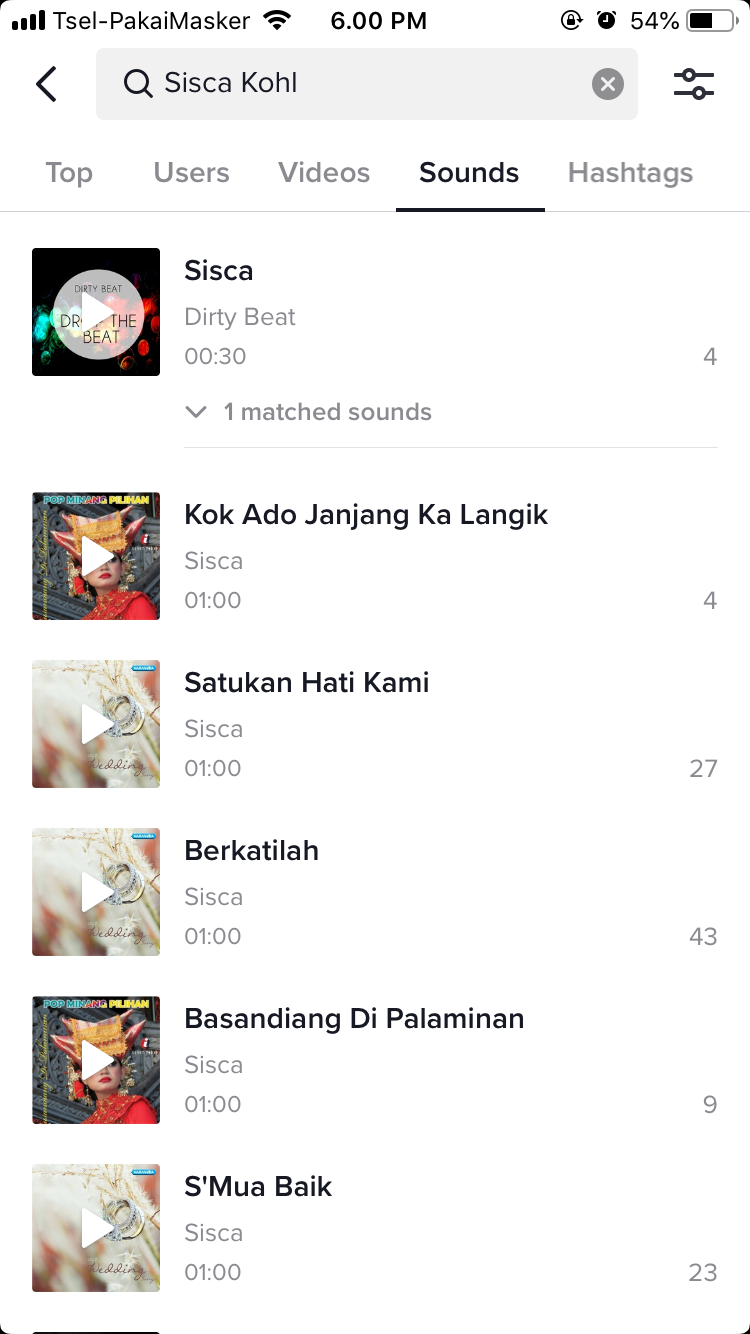 Tsel-PakaiMasker 6.00 PM 54%
Sisca Kohl
Top Users Videos Sounds Hashtags
DIRTY BEAT
THE
BEAT
Sisca
Dirty Beat
00:30 4
1 matched sounds
POP MINANG PILIHAN
Kok Ado Janjang Ka Langik
Sisca
01:00 4
Satukan Hati Kami
Sisca
01:00 27
Wedding
Berkatilah
Sisca
01:00 43
Wedding
POP MINANG PILIHAN
Basandiang Di Palaminan
Sisca
01:00 9
S'Mua Baik
Sisca
01:00 23
Wedding